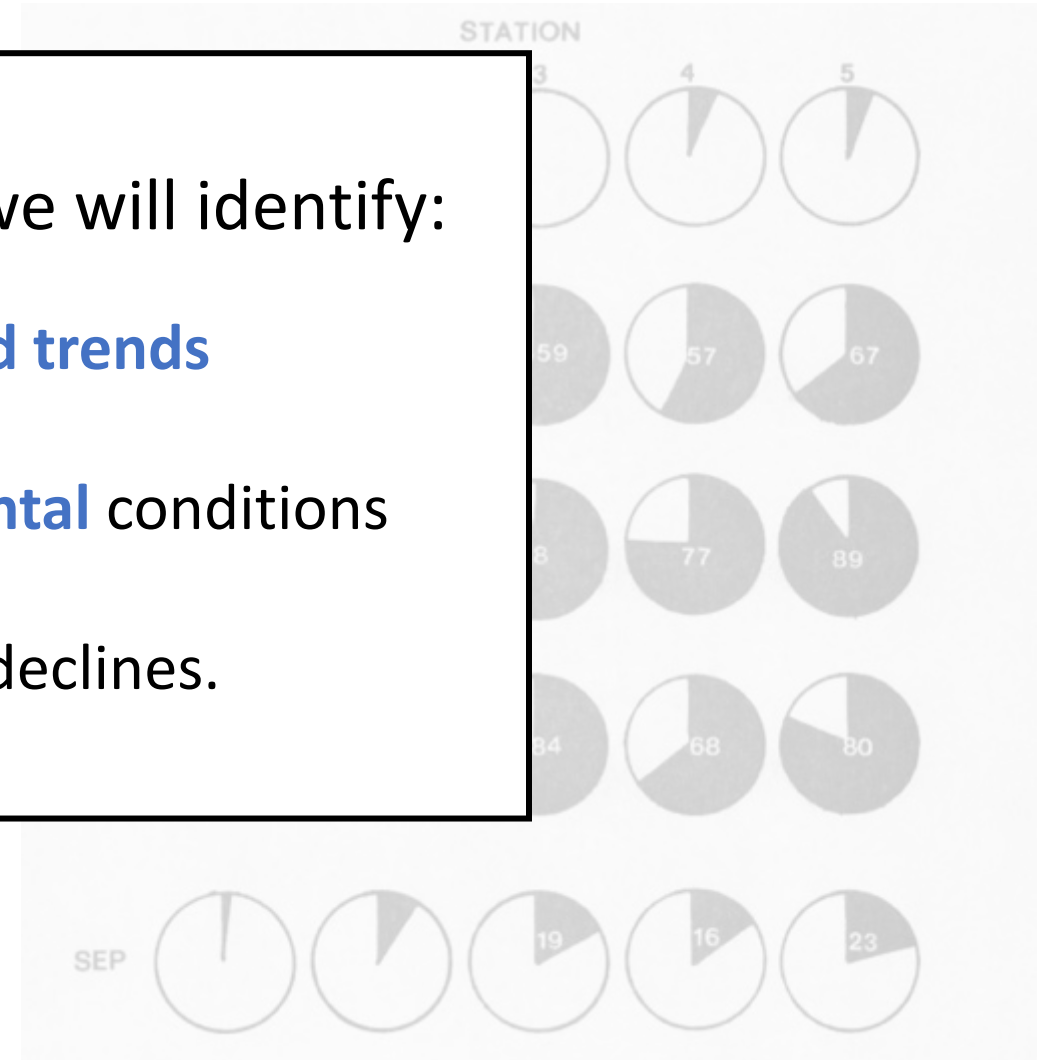 STATION
3 4 5
we will identify:
d trends
59 57 67
ntal conditions
8 77 89
declines.
84 68 80
SEP 19 16 23